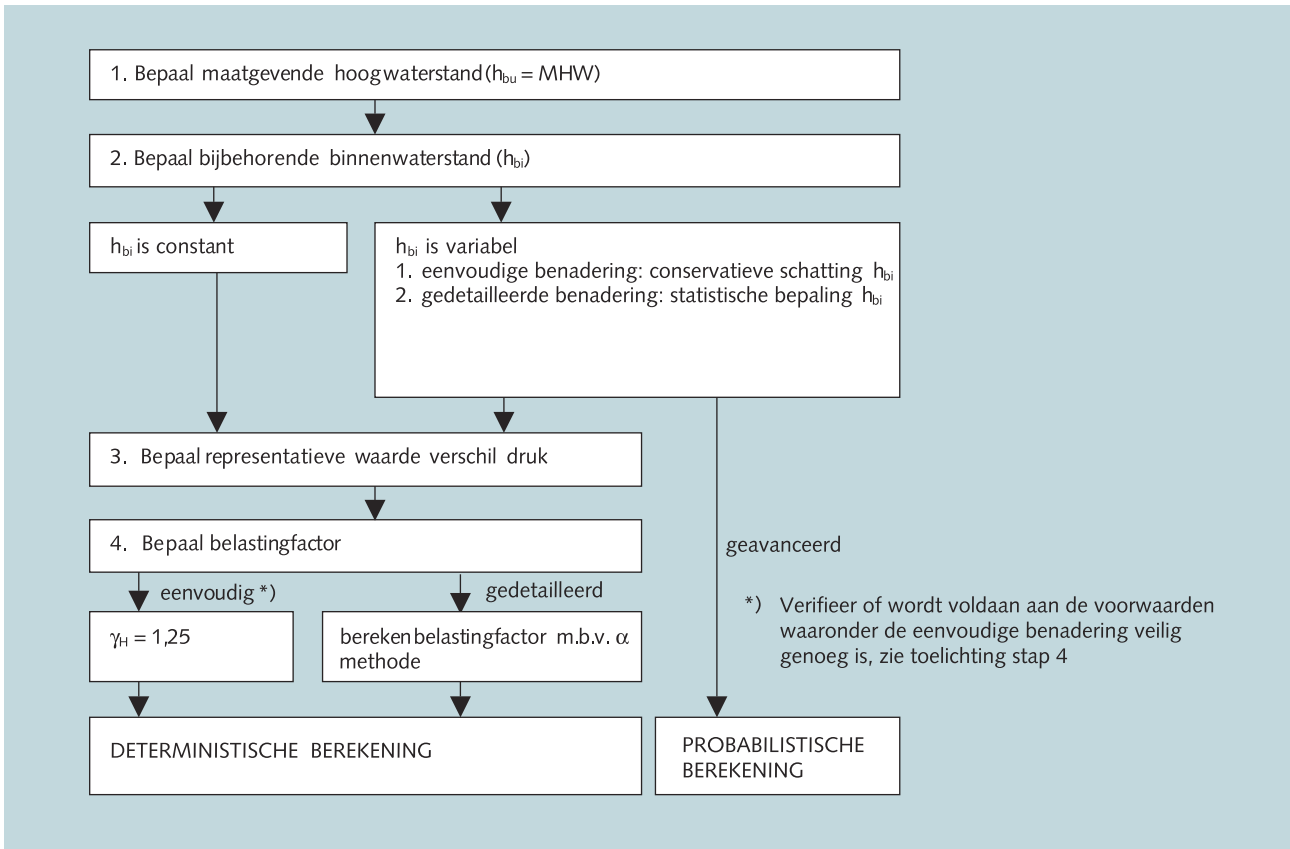 1. Bepaal maatgevende hoogwaterstand (hbu = MHW)
2. Bepaal bijbehorende binnenwaterstand (hbi)
hbi is constant
hbi is variabel
1. eenvoudige benadering: conservatieve schatting hbi
2. gedetailleerde benadering: statistische bepaling hbi
3. Bepaal representatieve waarde verschil druk
4. Bepaal belastingfactor
geavanceerd
eenvoudig *)
gedetailleerd
γH = 1,25
bereken belastingfactor m.b.v. α
methode
*) Verifieer of wordt voldaan aan de voorwaarden
waaronder de eenvoudige benadering veilig
genoeg is, zie toelichting stap 4
DETERMINISTISCHE BEREKENING
PROBABILISTISCHE
BEREKENING